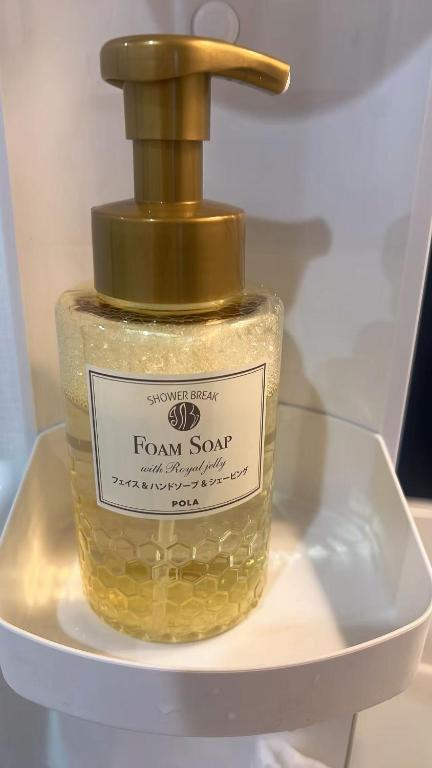 SHOWER BREAK
FOAM SOAP
with Royal jelly
フェイス＆ハンドソープ＆シェービング
POLA